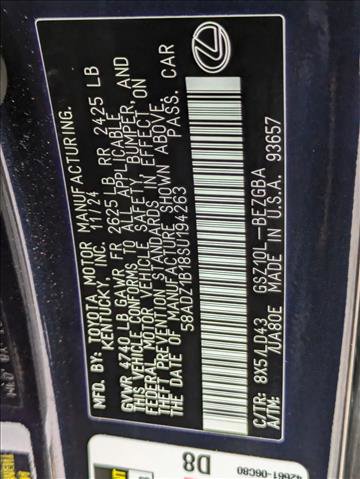 MFD. BY: TOYOTA MOTOR MANUFACTURING.
KENTUCKY, INC. 11/24
GVWR 4740 LB GAWR FR 2625 LB RR 2425 LB
THIS VEHICLE CONFORMS TO ALL APPLICABLE
FEDERAL MOTOR VEHICLE SAFETY, BUMPER, AND
THEFT PREVENTION STANDARDS IN EFFECT ON
THE DATE OF MANUFACTURE SHOWN ABOVE.
58ADZ1B18SU194263 PASS. CAR
C/TR: 8X5/LD43 GSZ10L-BEZGBA
A/TM: /UA80E MADE IN U.S.A. 93657
42661-06C80
D8